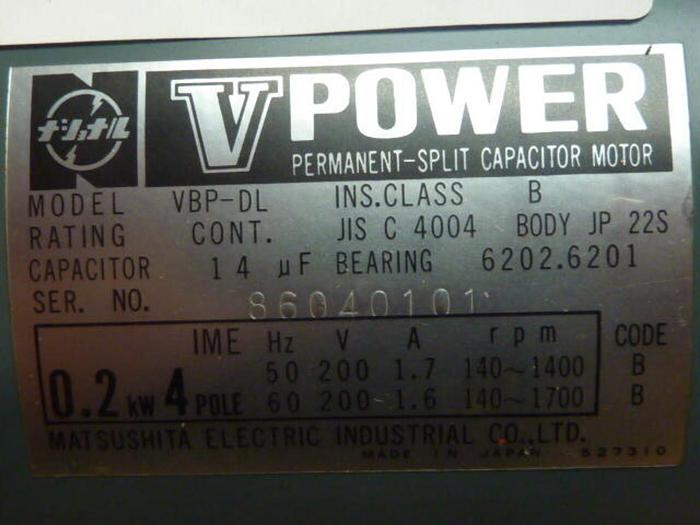 ナショナル
V POWER
PERMANENT-SPLIT CAPACITOR MOTOR
MODEL VBP-DL INS.CLASS B
RATING CONT. JIS C 4004 BODY JP 22S
CAPACITOR 14 μF BEARING 6202.6201
SER. NO. 86040101
IME Hz V A rpm CODE
50 200 1.7 140~1400 B
0.2 kW 4 POLE 60 200 1.6 140~1700 B
MATSUSHITA ELECTRIC INDUSTRIAL CO.,LTD.
MADE IN JAPAN 527310